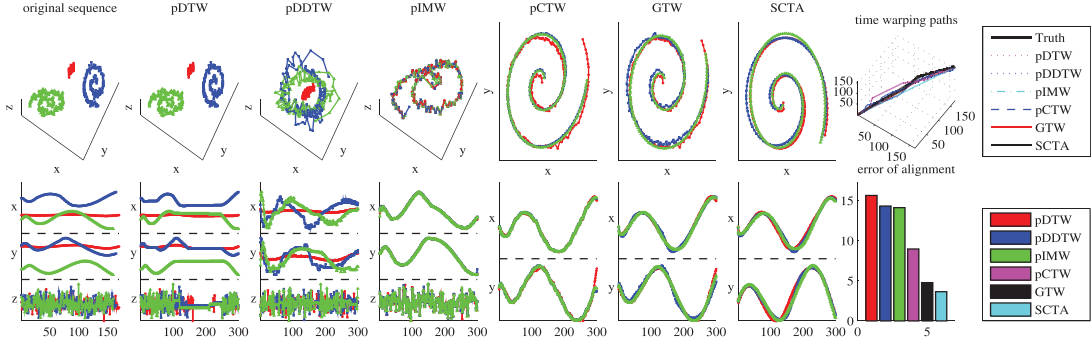 original sequence pDTW pDDTW pIMW pCTW GTW SCTA
time warping paths
z z z z y y y
x y x y x y x y
150
100
50
50
100
150
150
100
50
Truth
pDTW
pDDTW
pIMW
pCTW
GTW
SCTA
x x x x x x x
error of alignment
x x x x x x x
y y y y y y y
z z z z
50 100 150
100 200 300
100 200 300
100 200 300
100 200 300
100 200 300
100 200 300
15
10
5
0
0 5
pDTW
pDDTW
pIMW
pCTW
GTW
SCTA